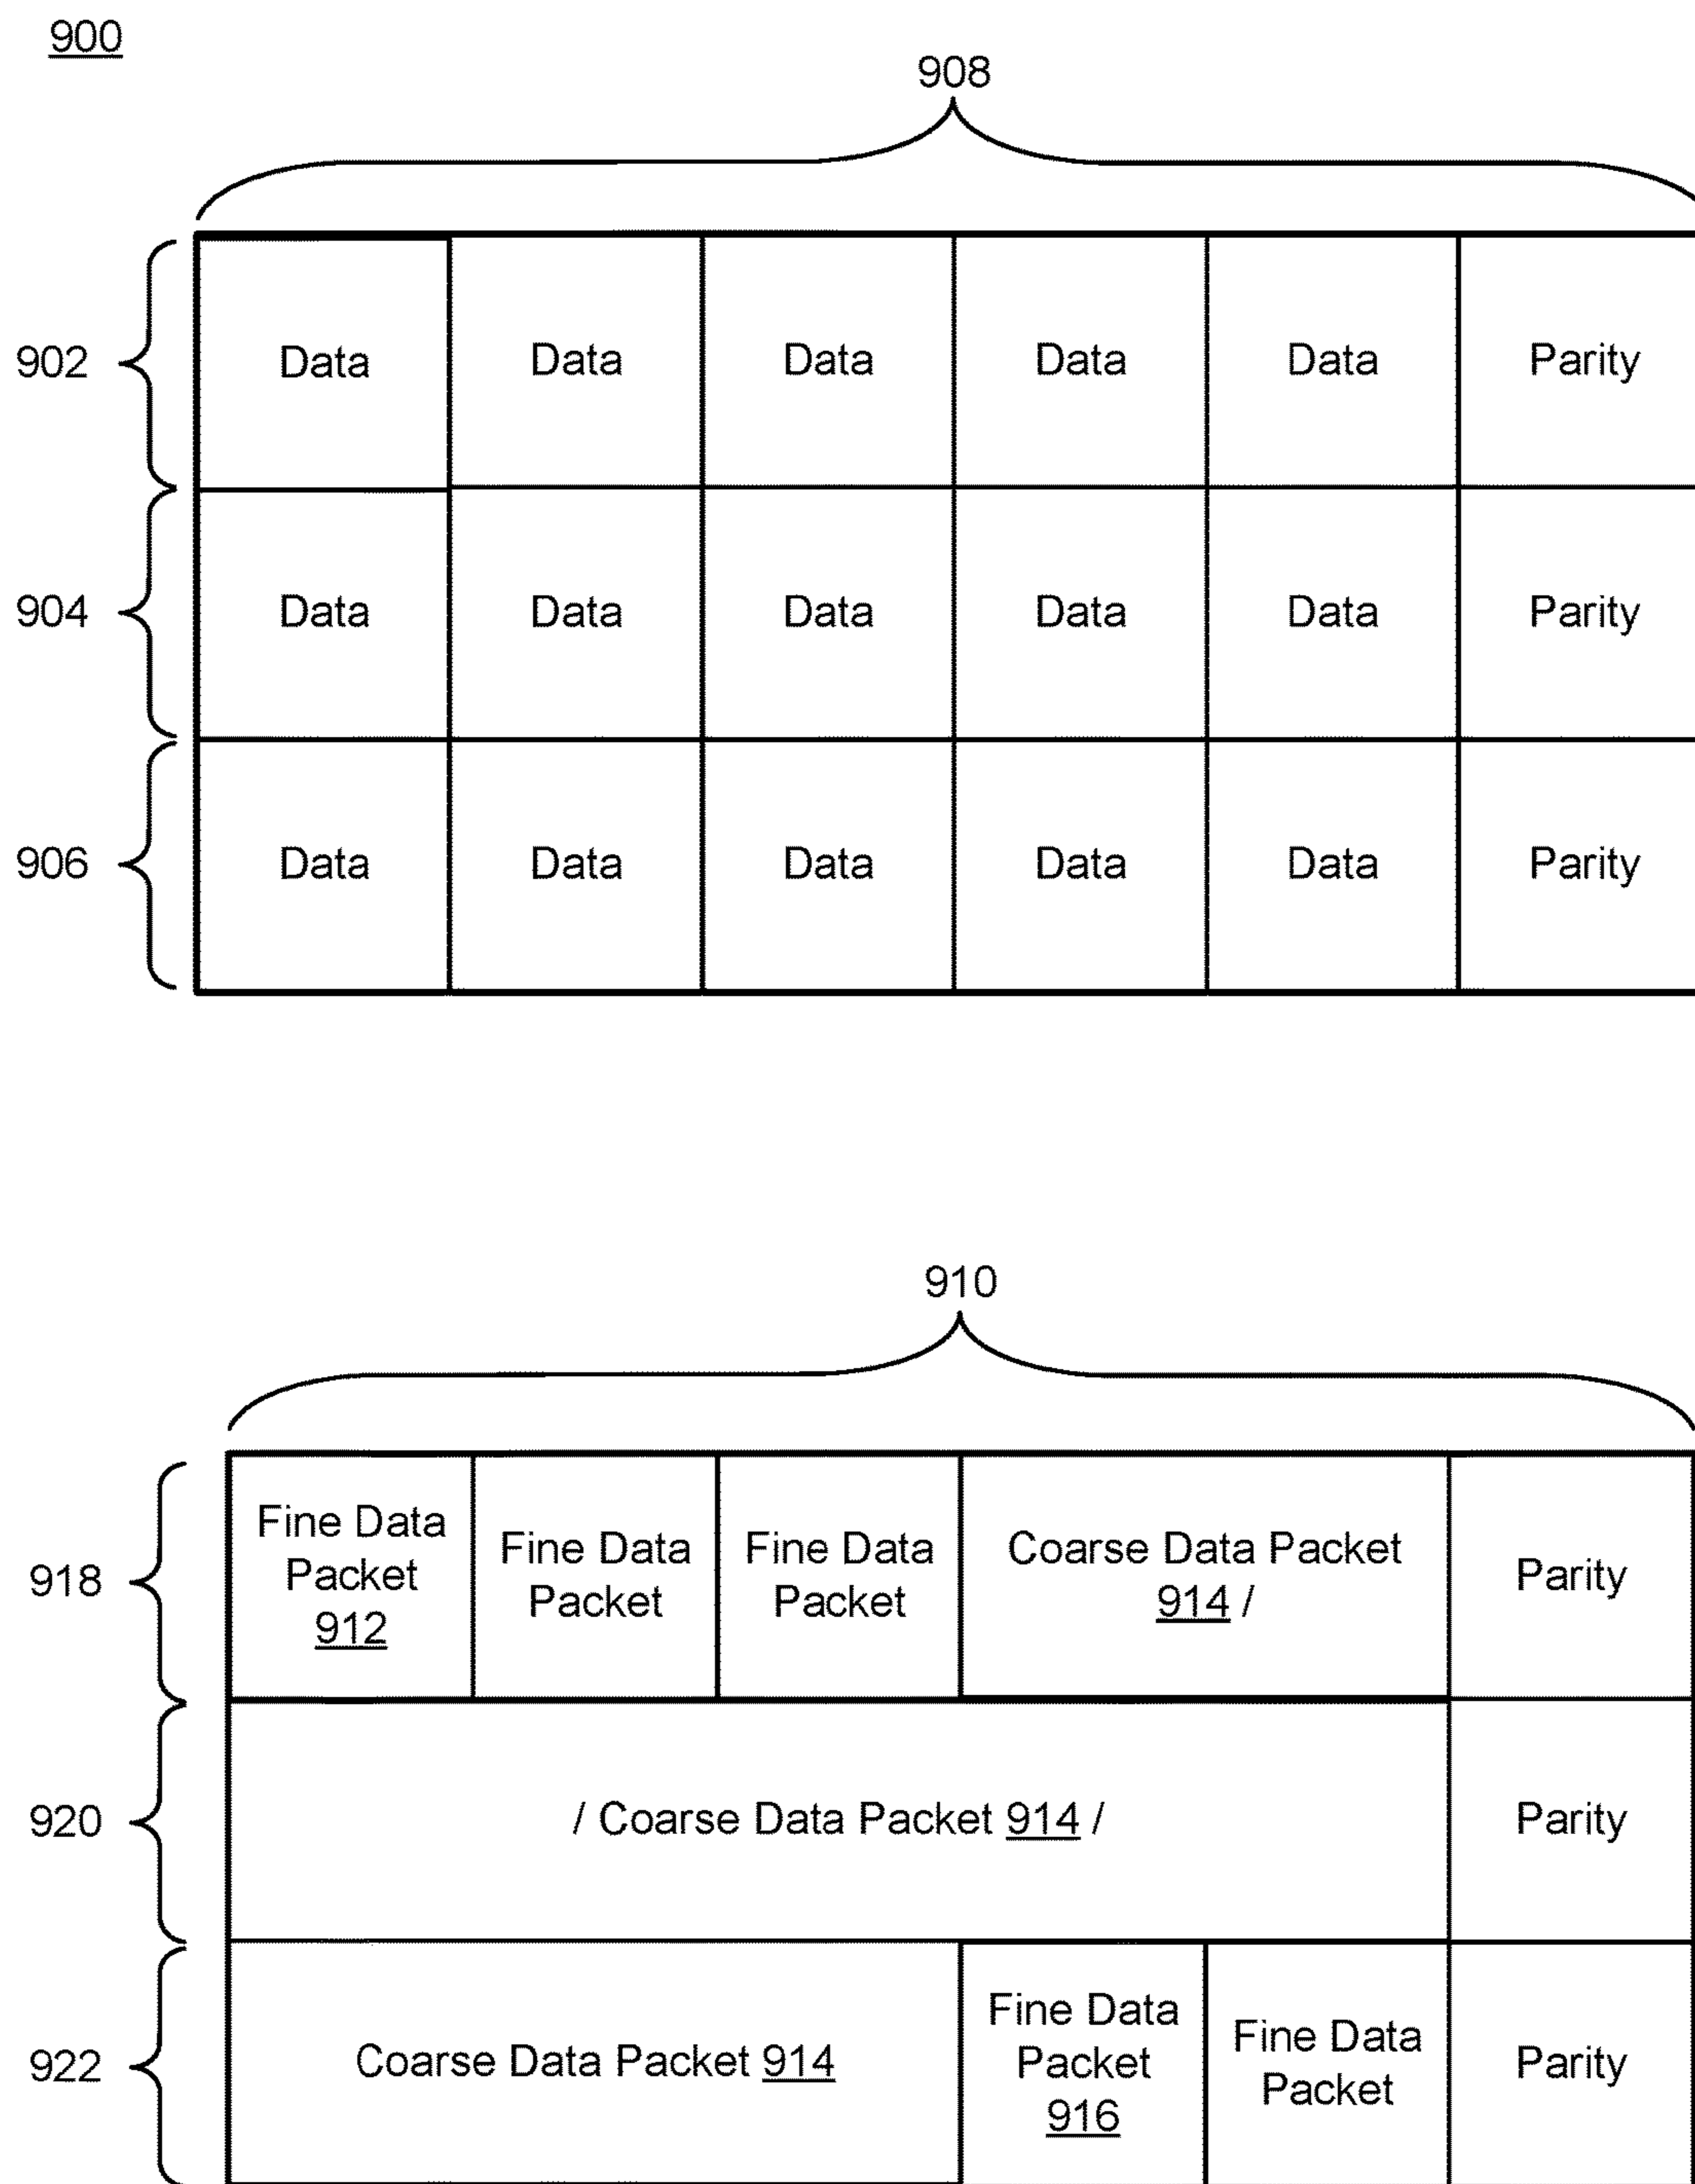 900
908
902 Data Data Data Data Data Parity
904 Data Data Data Data Data Parity
906 Data Data Data Data Data Parity
910
918
Fine Data
Packet
912
Fine Data
Packet
Fine Data
Packet
Coarse Data Packet
914 /
Parity
920
/ Coarse Data Packet 914 /
Parity
922
Coarse Data Packet 914
Fine Data
Packet
916
Fine Data
Packet
Parity